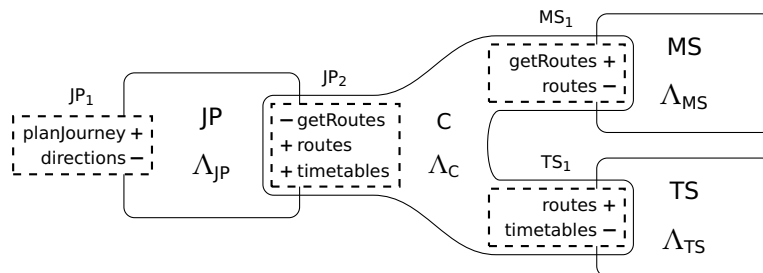 JP1
planJourney +
directions −
JP
ΛJP
JP2
− getRoutes
+ routes
+ timetables
C
ΛC
MS1
getRoutes +
routes −
MS
ΛMS
TS1
routes +
timetables −
TS
ΛTS